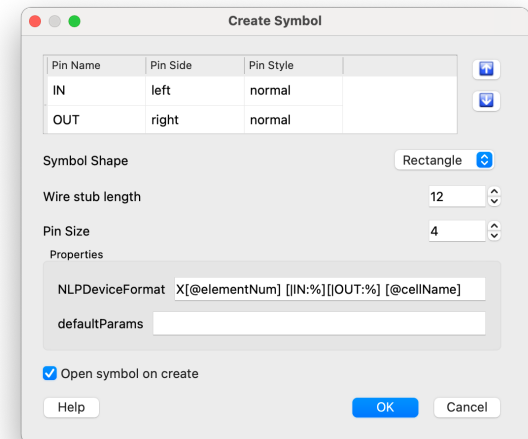 Create Symbol
Pin Name Pin Side Pin Style
IN left normal
OUT right normal
Symbol Shape Rectangle
Wire stub length 12
Pin Size 4
Properties
NLPDeviceFormat X[@elementNum] [|IN:%][|OUT:%] [@cellName]
defaultParams
Open symbol on create
Help OK Cancel